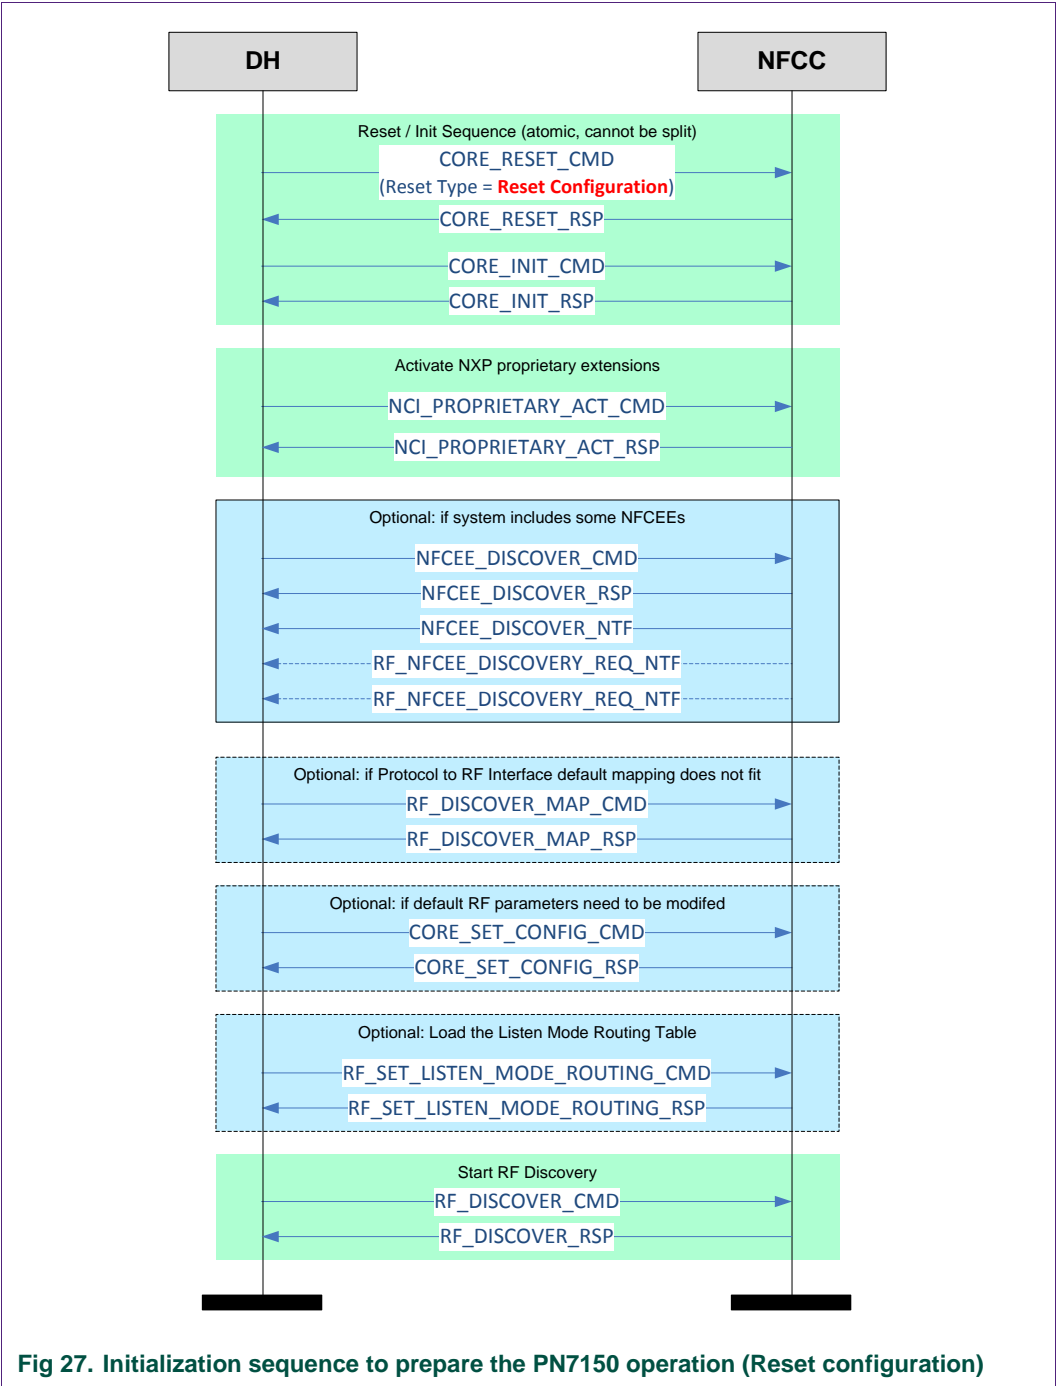 DH
NFCC
Reset / Init Sequence (atomic, cannot be split)
CORE_RESET_CMD
(Reset Type = Reset Configuration)
CORE_RESET_RSP
CORE_INIT_CMD
CORE_INIT_RSP
Activate NXP proprietary extensions
NCI_PROPRIETARY_ACT_CMD
NCI_PROPRIETARY_ACT_RSP
Optional: if system includes some NFCEEs
NFCEE_DISCOVER_CMD
NFCEE_DISCOVER_RSP
NFCEE_DISCOVER_NTF
RF_NFCEE_DISCOVERY_REQ_NTF
RF_NFCEE_DISCOVERY_REQ_NTF
Optional: if Protocol to RF Interface default mapping does not fit
RF_DISCOVER_MAP_CMD
RF_DISCOVER_MAP_RSP
Optional: if default RF parameters need to be modifed
CORE_SET_CONFIG_CMD
CORE_SET_CONFIG_RSP
Optional: Load the Listen Mode Routing Table
RF_SET_LISTEN_MODE_ROUTING_CMD
RF_SET_LISTEN_MODE_ROUTING_RSP
Start RF Discovery
RF_DISCOVER_CMD
RF_DISCOVER_RSP
Fig 27. Initialization sequence to prepare the PN7150 operation (Reset configuration)